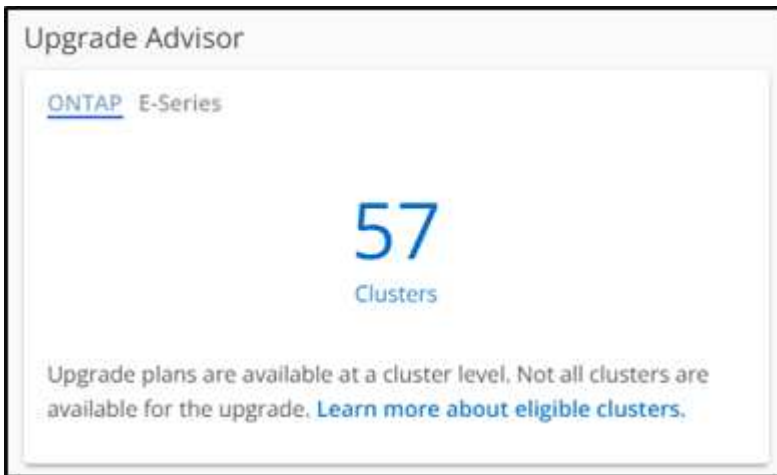 Upgrade Advisor
ONTAP E-Series
57
Clusters
Upgrade plans are available at a cluster level. Not all clusters are
available for the upgrade. Learn more about eligible clusters.